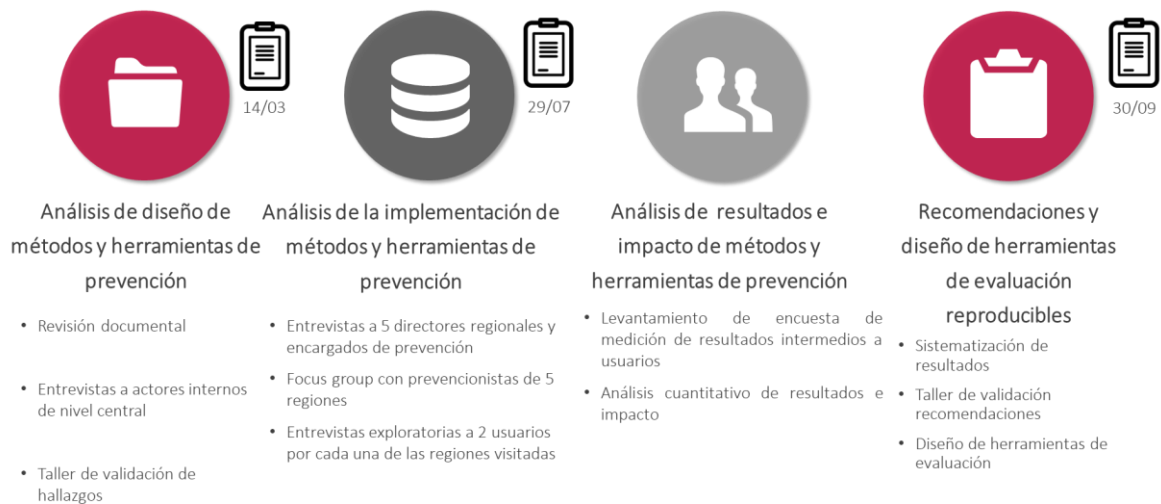 14/03
Análisis de diseño de
métodos y herramientas de
prevención
• Revisión documental
• Entrevistas a actores internos
de nivel central
• Taller de validación de
hallazgos
29/07
Análisis de la implementación de
métodos y herramientas de
prevención
• Entrevistas a 5 directores regionales y
encargados de prevención
• Focus group con prevencionistas de 5
regiones
• Entrevistas exploratorias a 2 usuarios
por cada una de las regiones visitadas
Análisis de resultados e
impacto de métodos y
herramientas de prevención
• Levantamiento de encuesta de
medición de resultados intermedios a
usuarios
• Análisis cuantitativo de resultados e
impacto
30/09
Recomendaciones y
diseño de herramientas
de evaluación
reproducibles
• Sistematización de
resultados
• Taller de validación
recomendaciones
• Diseño de herramientas de
evaluación